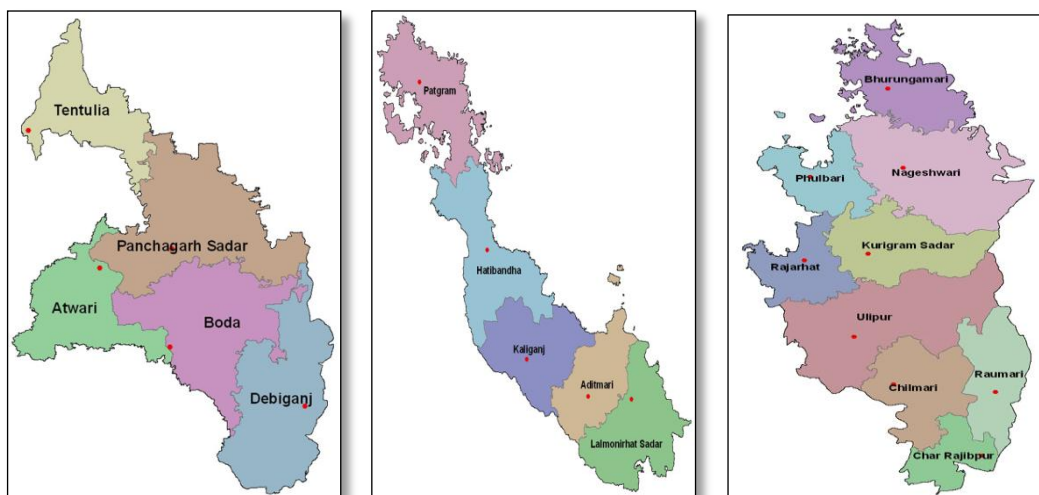 Tentulia
Panchagarh Sadar
Atwari
Boda
Debiganj
Patgram
Hatibandha
Kaliganj
Aditmari
Lalmonirhat Sadar
Bhurungamari
Nageshwari
Phulbari
Kurigram Sadar
Rajarhat
Ulipur
Raumari
Chilmari
Char Rajibpur